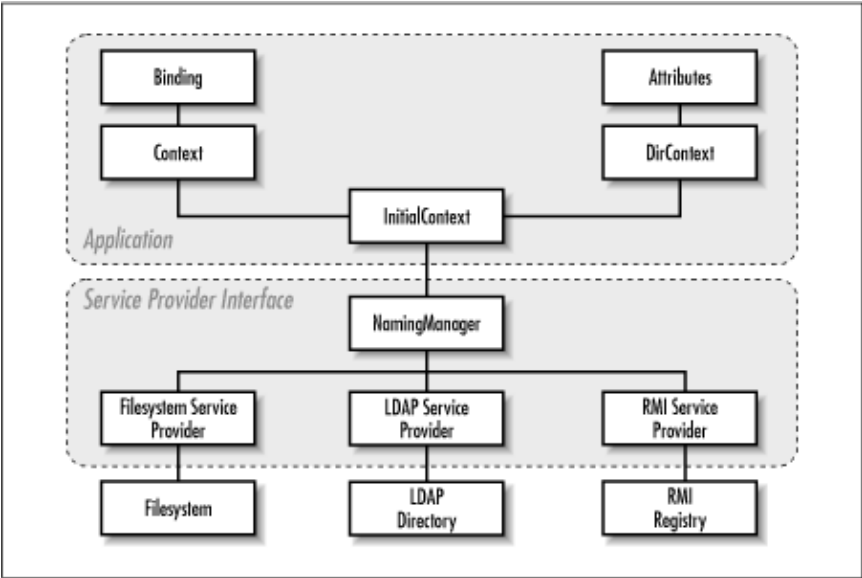 Binding
Attributes
Context
DirContext
InitialContext
Application
Service Provider Interface
NamingManager
Filesystem Service
Provider
LDAP Service
Provider
RMI Service
Provider
Filesystem
LDAP
Directory
RMI
Registry